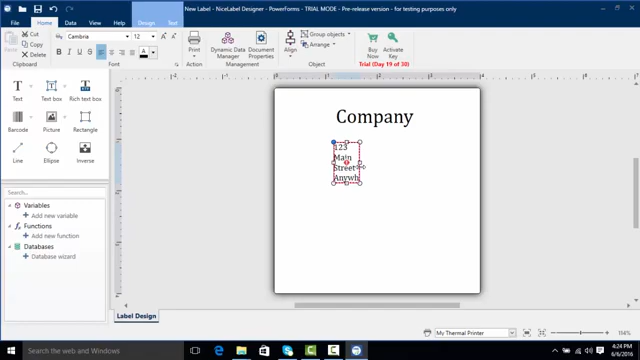 New Label - NiceLabel Designer - PowerForms - TRIAL MODE - Pre-release version - for testing purposes only
Design Text
File Home Data View
Cut
Copy
Paste
Delete
Clipboard
Cambria 12
B I U S
Font
Print
Action
Dynamic Data Manager
Document Properties
Management
Align
Group objects
Arrange
Arranging
Buy Now
Activate Key
Trial (Day 19 of 30)
Text
Text box
Rich text box
Barcode
Picture
Rectangle
Line
Ellipse
Inverse
Search...
Variables
Add new variable
Functions
Add new function
Databases
Database wizard
Company
123
Main
Street
Anywh
Label Design
My Thermal Printer
Search the web and Windows
4:24 PM
6/6/2016